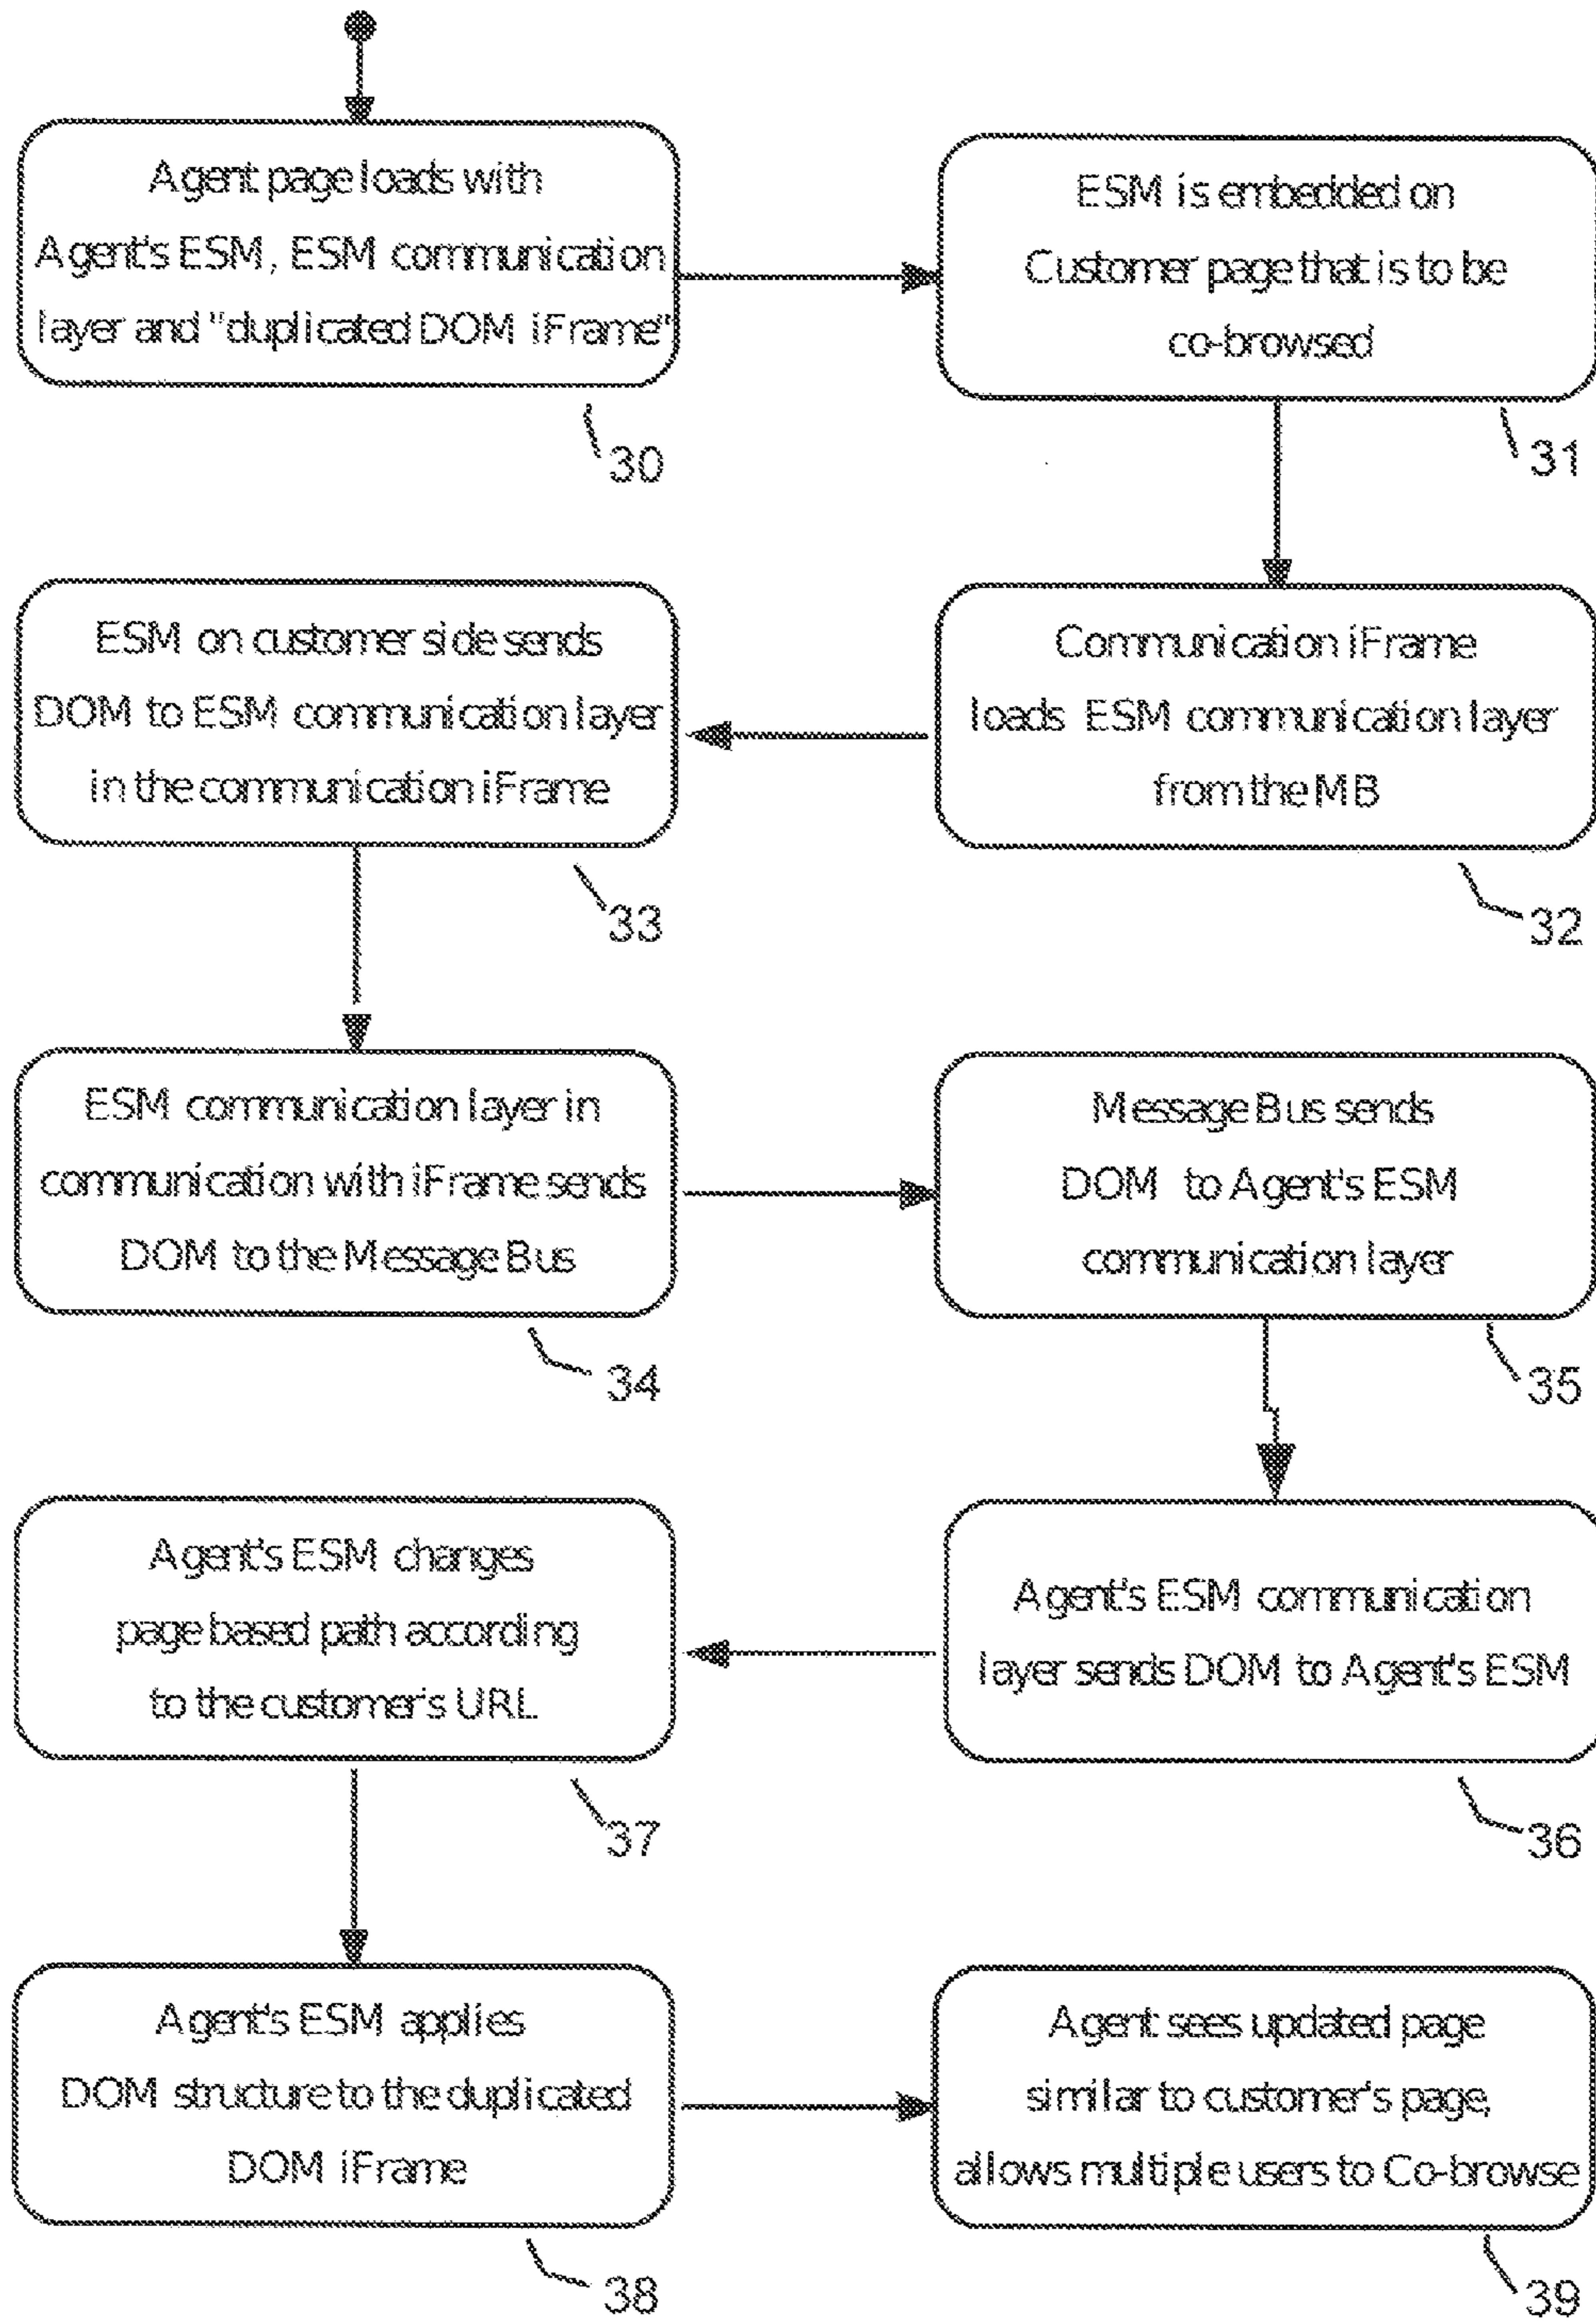 Agent page loads with
Agent's ESM, ESM communication
layer and "duplicated DOM iFrame"
30
ESM is embedded on
Customer page that is to be
co-browsed
31
Communication iFrame
loads ESM communication layer
from the MB
32
ESM on customer side sends
DOM to ESM communication layer
in the communication iFrame
33
ESM communication layer in
communication with iFrame sends
DOM to the Message Bus
34
Message Bus sends
DOM to Agent's ESM
communication layer
35
Agent's ESM communication
layer sends DOM to Agent's ESM
36
Agent's ESM changes
page based path according
to the customer's URL
37
Agent's ESM applies
DOM structure to the duplicated
DOM iFrame
38
Agent sees updated page
similar to customer's page,
allows multiple users to Co-browse
39